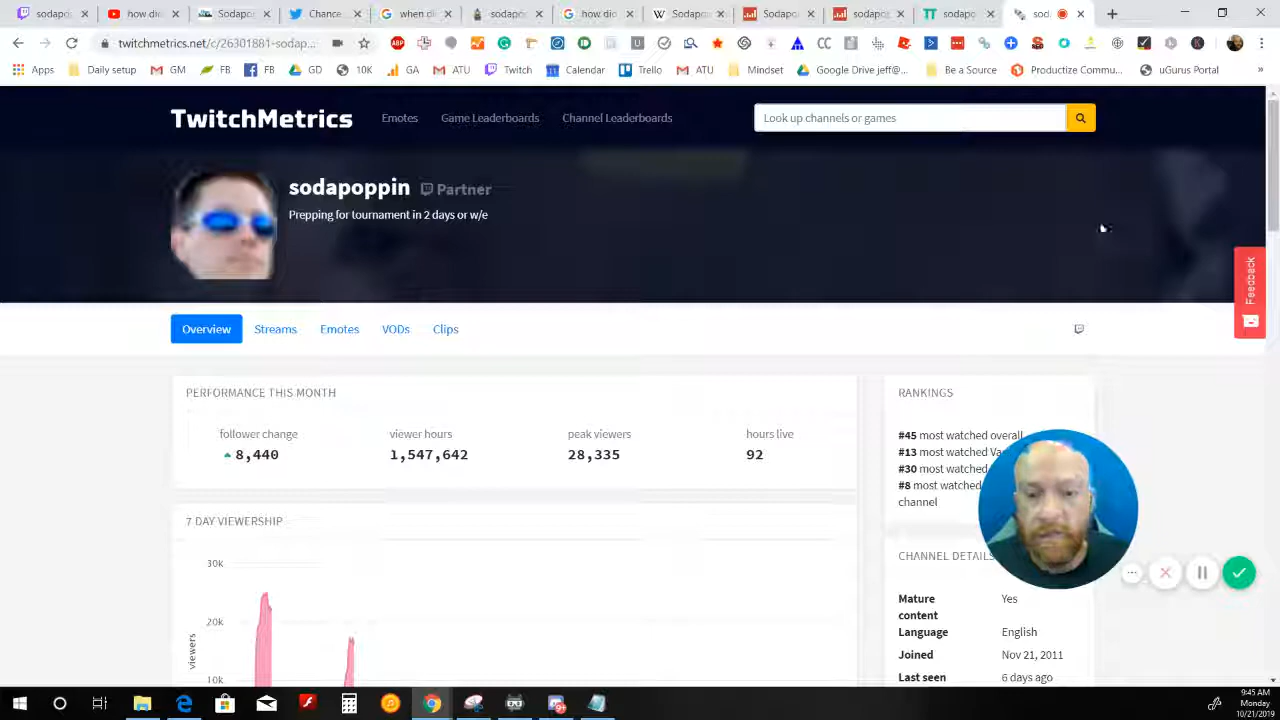 sodapo
how die
Sodapo
Chance
when di
sodapo
how dic
Sodapo
Sodapo
sodapo
sodapo
sod
twitchmetrics.net/c/26301881-sodap...
Apps
Daily setup
GM
FB
FB
GD
10K
GA
ATU
Twitch
Calendar
Trello
ATU
Mindset
Google Drive jeff@...
Be a Source
Productize Commu...
uGurus Portal
»
TwitchMetrics
Emotes
Game Leaderboards
Channel Leaderboards
Look up channels or games
sodapoppin Partner
Prepping for tournament in 2 days or w/e
Feedback
Overview
Streams
Emotes
VODs
Clips
PERFORMANCE THIS MONTH
follower change
viewer hours
peak viewers
hours live
8,440
1,547,642
28,335
92
RANKINGS
#45 most watched overall
#13 most watched
#30 most watched
#8 most watched
channel
7 DAY VIEWERSHIP
30k
20k
10k
viewers
CHANNEL DETAILS
Mature Yes
content
Language English
Joined Nov 21, 2011
Last seen 6 days ago
9:45 AM
Monday
10/21/2019